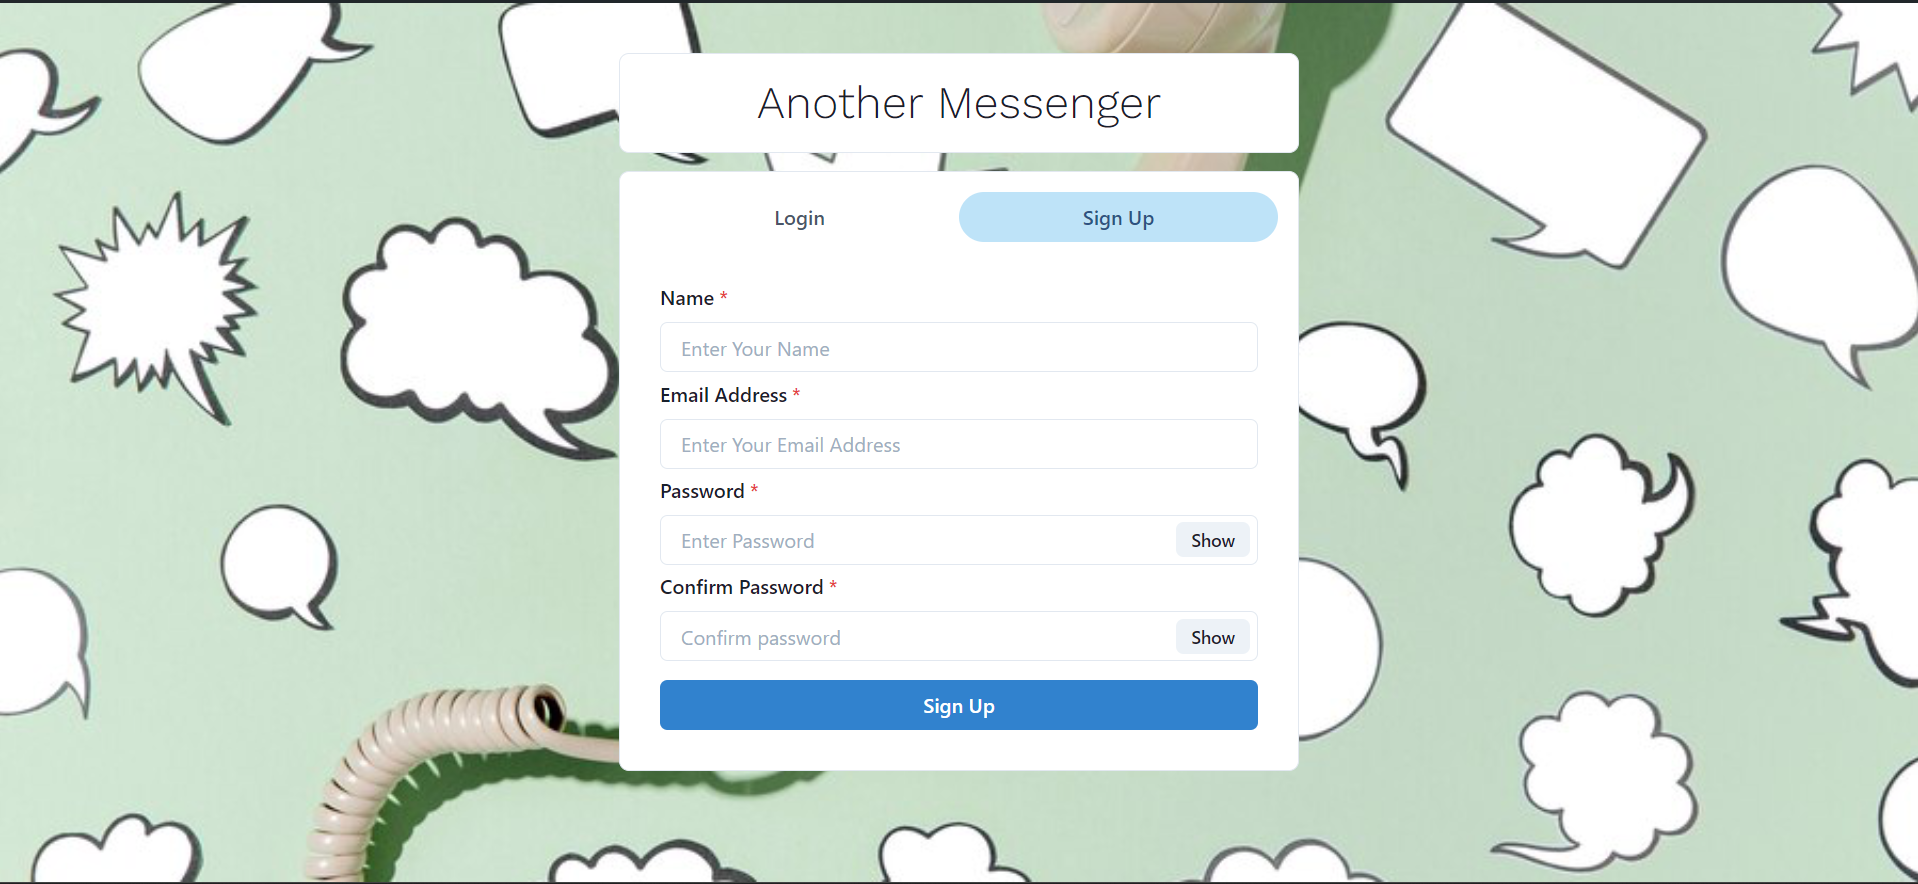 Another Messenger
Login
Sign Up
Name *
Enter Your Name
Email Address *
Enter Your Email Address
Password *
Enter Password
Show
Confirm Password *
Confirm password
Show
Sign Up